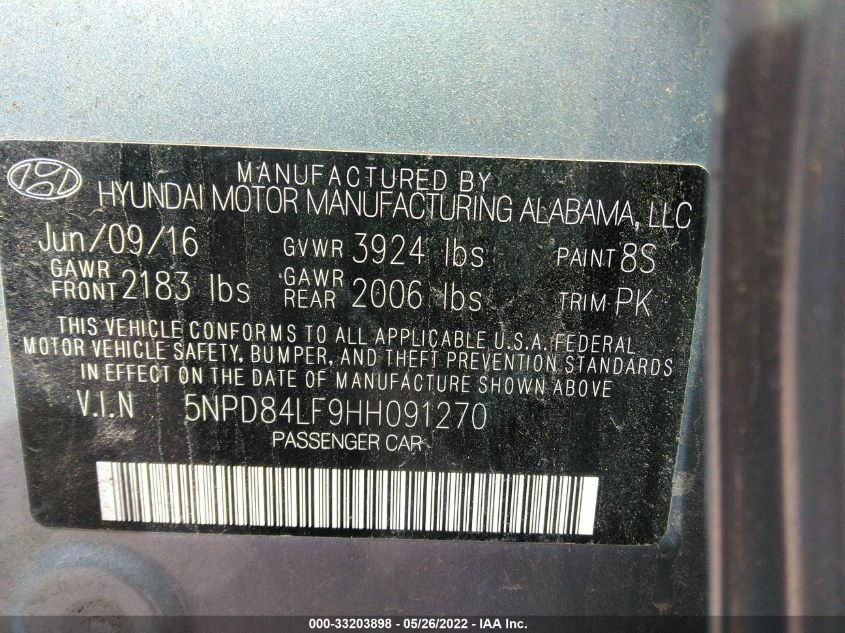 MANUFACTURED BY
HYUNDAI MOTOR MANUFACTURING ALABAMA, LLC
Jun/09/16 GVWR 3924 lbs PAINT 8S
GAWR FRONT 2183 lbs GAWR REAR 2006 lbs TRIM PK
THIS VEHICLE CONFORMS TO ALL APPLICABLE U.S.A. FEDERAL
MOTOR VEHICLE SAFETY, BUMPER, AND THEFT PREVENTION STANDARDS
IN EFFECT ON THE DATE OF MANUFACTURE SHOWN ABOVE
V.I.N 5NPD84LF9HH091270
PASSENGER CAR
000-33203898 - 05/26/2022 - IAA Inc.